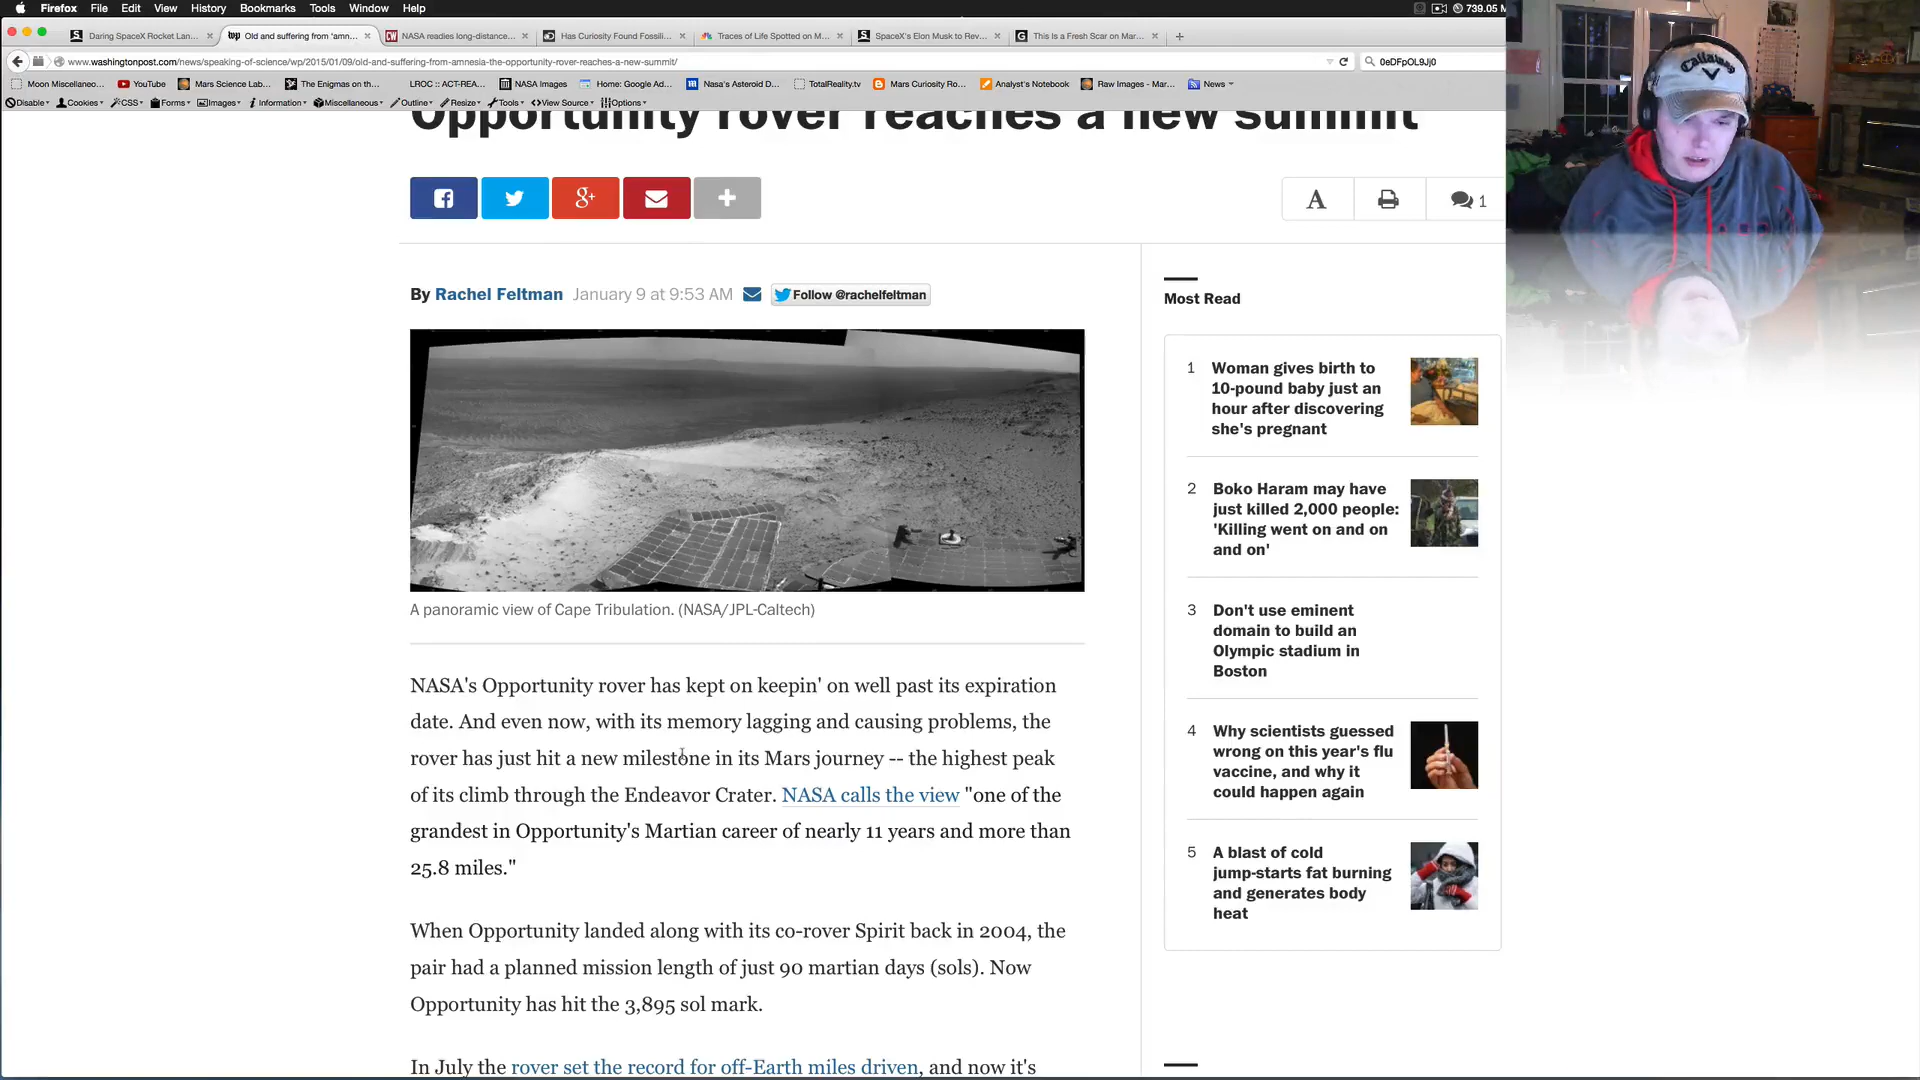 Firefox File Edit View History Bookmarks Tools Window Help 739.05 M
Daring SpaceX Rocket Lan... Old and suffering from 'amn... NASA readies long-distance... Has Curiosity Found Fossili... Traces of Life Spotted on M... SpaceX's Elon Musk to Rev... This Is a Fresh Scar on Mar...
www.washingtonpost.com/news/speaking-of-science/wp/2015/01/09/old-and-suffering-from-amnesia-the-opportunity-rover-reaches-a-new-summit/ 0eDFpOL9Jj0
Moon Miscellaneo... YouTube Mars Science Lab... The Enigmas on th... LROC :: ACT-REA... NASA Images Home: Google Ad... Nasa's Asteroid D... TotalReality.tv Mars Curiosity Ro... Analyst's Notebook Raw Images - Mar... News
Disable Cookies CSS Forms Images Information Miscellaneous Outline Resize Tools View Source Options
Opportunity rover reaches a new summit
g+ A 1
By Rachel Feltman January 9 at 9:53 AM Follow @rachelfeltman
A panoramic view of Cape Tribulation. (NASA/JPL-Caltech)
NASA's Opportunity rover has kept on keepin' on well past its expiration
date. And even now, with its memory lagging and causing problems, the
rover has just hit a new milestone in its Mars journey -- the highest peak
of its climb through the Endeavor Crater. NASA calls the view "one of the
grandest in Opportunity's Martian career of nearly 11 years and more than
25.8 miles."
When Opportunity landed along with its co-rover Spirit back in 2004, the
pair had a planned mission length of just 90 martian days (sols). Now
Opportunity has hit the 3,895 sol mark.
In July the rover set the record for off-Earth miles driven, and now it's
Most Read
1 Woman gives birth to
10-pound baby just an
hour after discovering
she's pregnant
2 Boko Haram may have
just killed 2,000 people:
'Killing went on and on
and on'
3 Don't use eminent
domain to build an
Olympic stadium in
Boston
4 Why scientists guessed
wrong on this year's flu
vaccine, and why it
could happen again
5 A blast of cold
jump-starts fat burning
and generates body
heat
Callaway